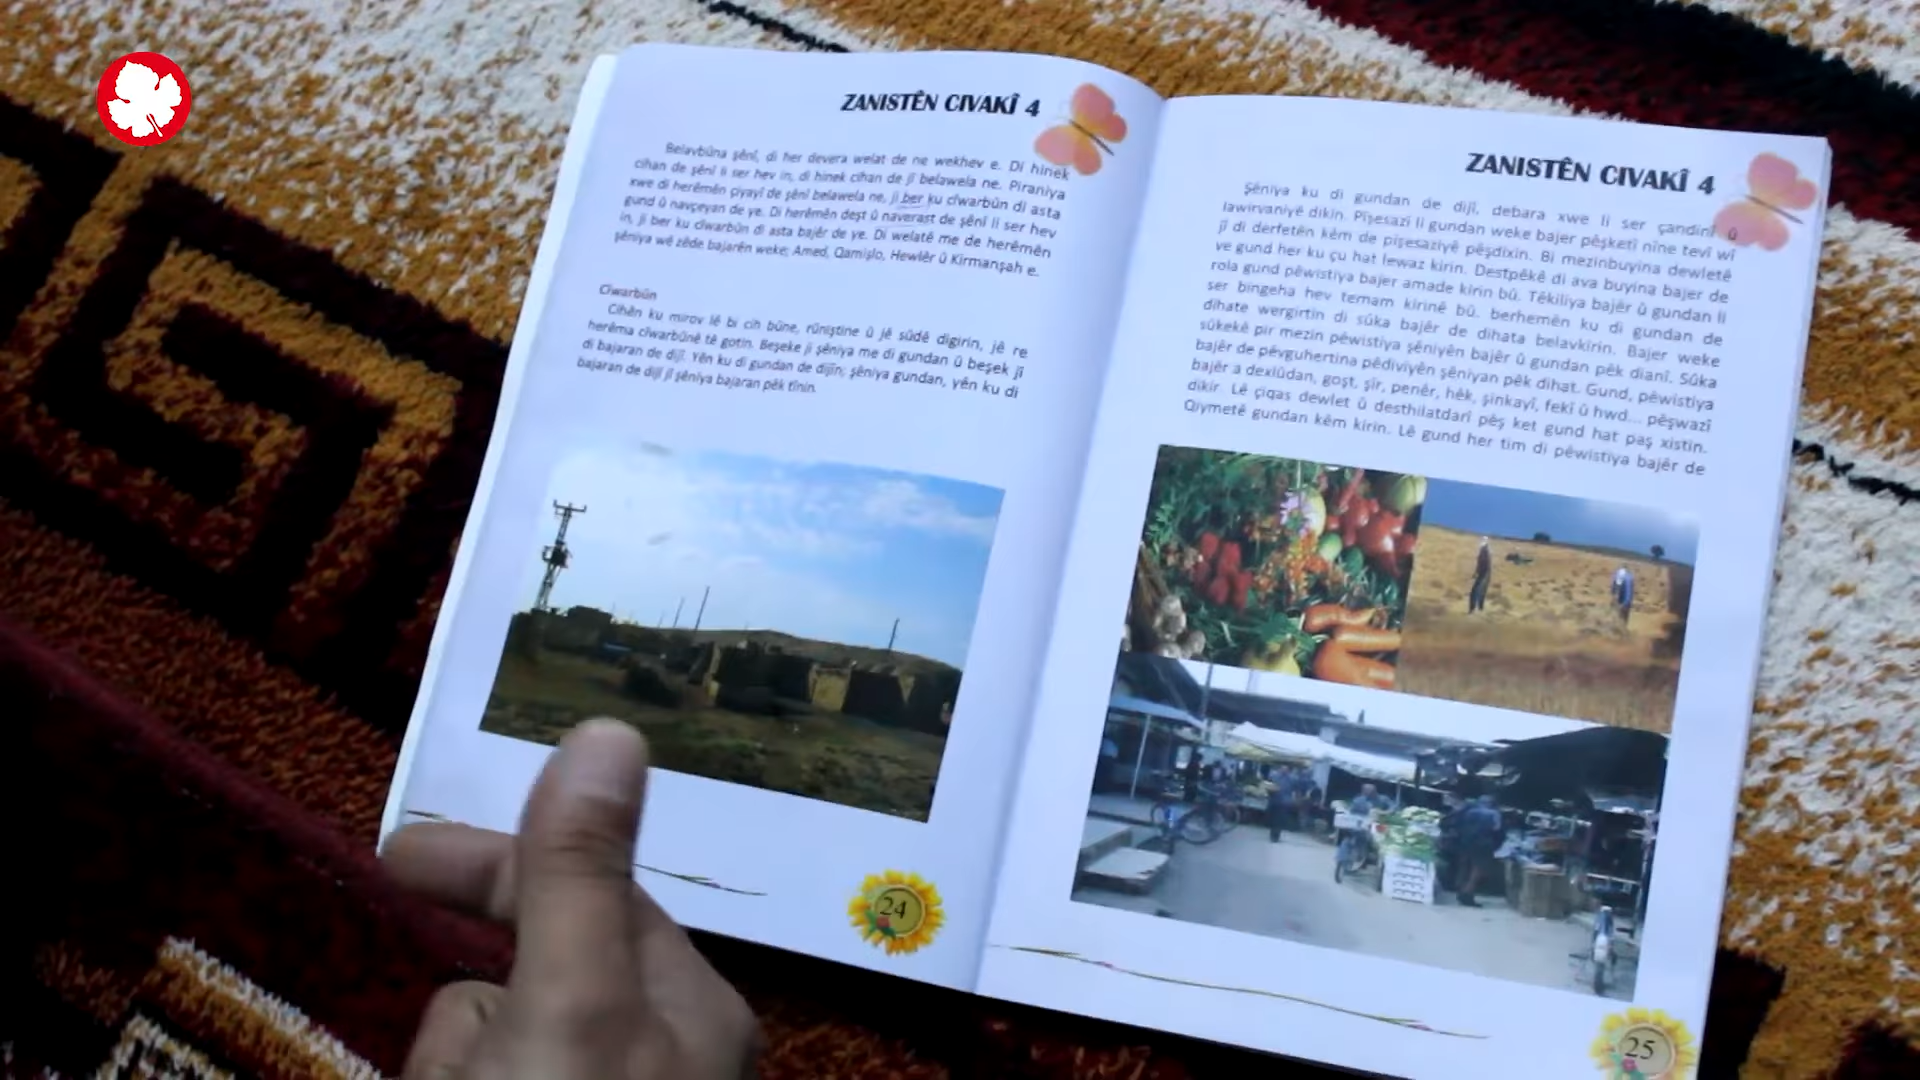 ZANISTÊN CIVAKÎ 4
Belavbûna şênî, di her devera welat de ne wekhev e. Di hinek
cihan de şênî li ser hev in, di hinek cihan de jî belawela ne. Piraniya
xwe di herêmên çiyayî de şênî belawela ne, ji ber ku cîwarbûn di asta
gund û navçeyan de ye. Di herêmên deşt û naverast de şênî li ser hev
in, ji ber ku cîwarbûn di asta bajêr de ye. Di welatê me de herêmên
şêniya wê zêde bajarên weke; Amed, Qamişlo, Hewlêr û Kirmanşah e.
Cîwarbûn
Cihên ku mirov lê bi cih bûne, rûniştine û jê sûdê digirin, jê re
herêma cîwarbûnê tê gotin. Beşeke ji şêniya me di gundan û beşek jî
di bajaran de dijî. Yên ku di gundan de dijîn; şêniya gundan, yên ku di
bajaran de dijî jî şêniya bajaran pêk tînin.
24
ZANISTÊN CIVAKÎ 4
Şêniya ku di gundan de dijî, debara xwe li ser çandinî û
lawirvaniyê dikin. Pîşesazî li gundan weke bajer pêşketî nîne tevî wî
jî di derfetên kêm de pîşesaziyê pêşdixin. Bi mezinbuyina dewletê
ve gund her ku çu hat lewaz kirin. Destpêkê di ava buyina bajer de
rola gund pêwistiya bajer amade kirin bû. Têkiliya bajêr û gundan li
ser bingeha hev temam kirinê bû. berhemên ku di gundan de
dihate wergirtin di sûka bajêr de dihata belavkirin. Bajer weke
sûkekê pir mezin pêwistiya şêniyên bajêr û gundan pêk dianî. Sûka
bajêr de pêvguhertina pêdiviyên şêniyan pêk dihat. Gund, pêwistiya
bajêr a dexlûdan, goşt, şîr, penêr, hêk, şinkayî, fekî û hwd... pêşwazî
dikir. Lê çiqas dewlet û desthilatdarî pêş ket gund hat paş xistin.
Qiymetê gundan kêm kirin. Lê gund her tim di pêwistiya bajêr de
25